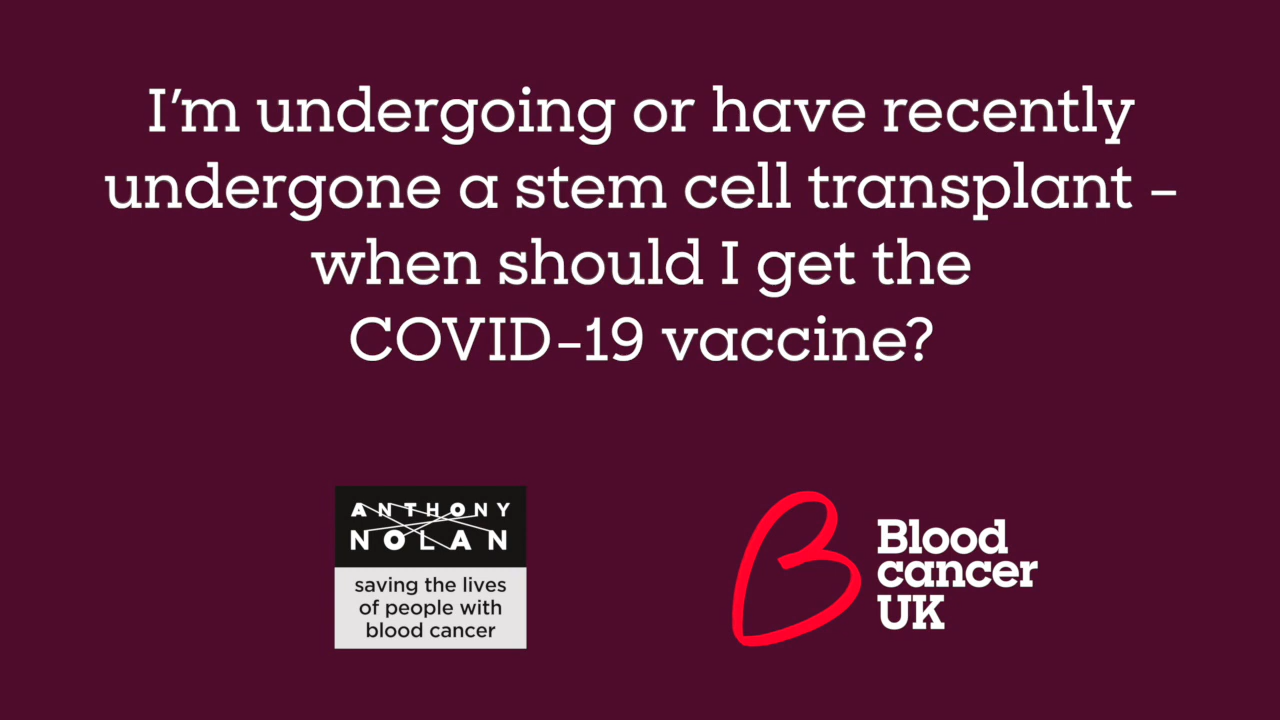 I’m undergoing or have recently
undergone a stem cell transplant –
when should I get the
COVID-19 vaccine?
ANTHONY
NOLAN
saving the lives
of people with
blood cancer
Blood
cancer
UK